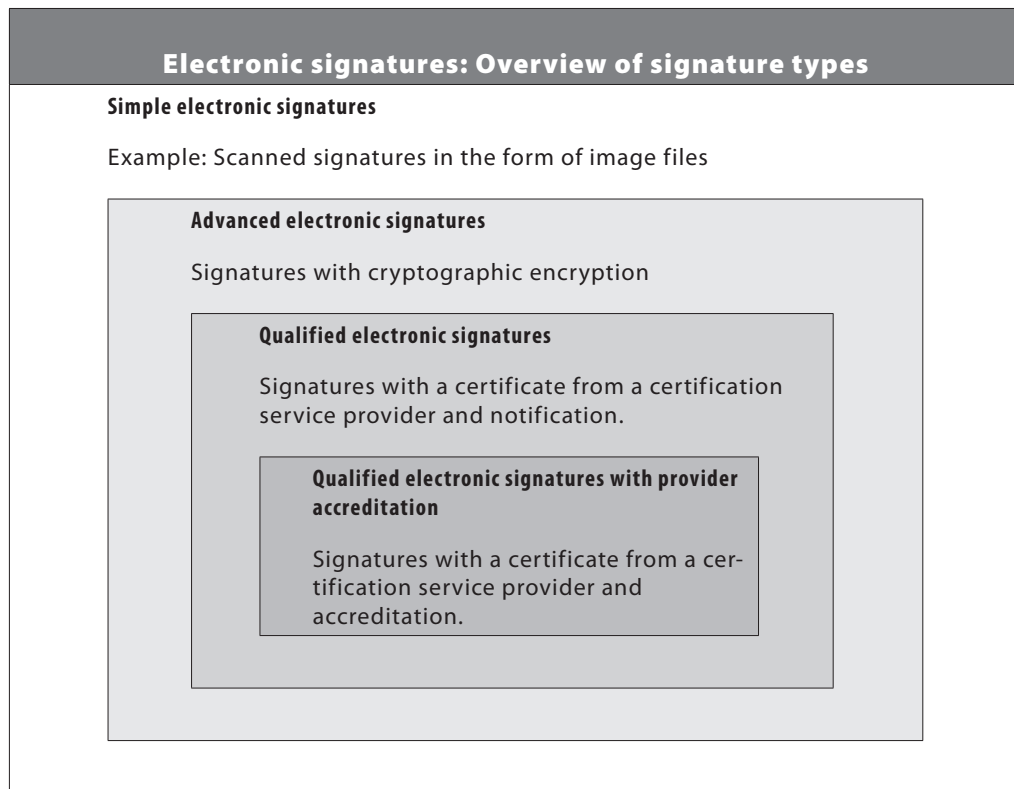 Electronic signatures: Overview of signature types
Simple electronic signatures
Example: Scanned signatures in the form of image files
Advanced electronic signatures
Signatures with cryptographic encryption
Qualified electronic signatures
Signatures with a certificate from a certification
service provider and notification.
Qualified electronic signatures with provider
accreditation
Signatures with a certificate from a cer-
tification service provider and
accreditation.